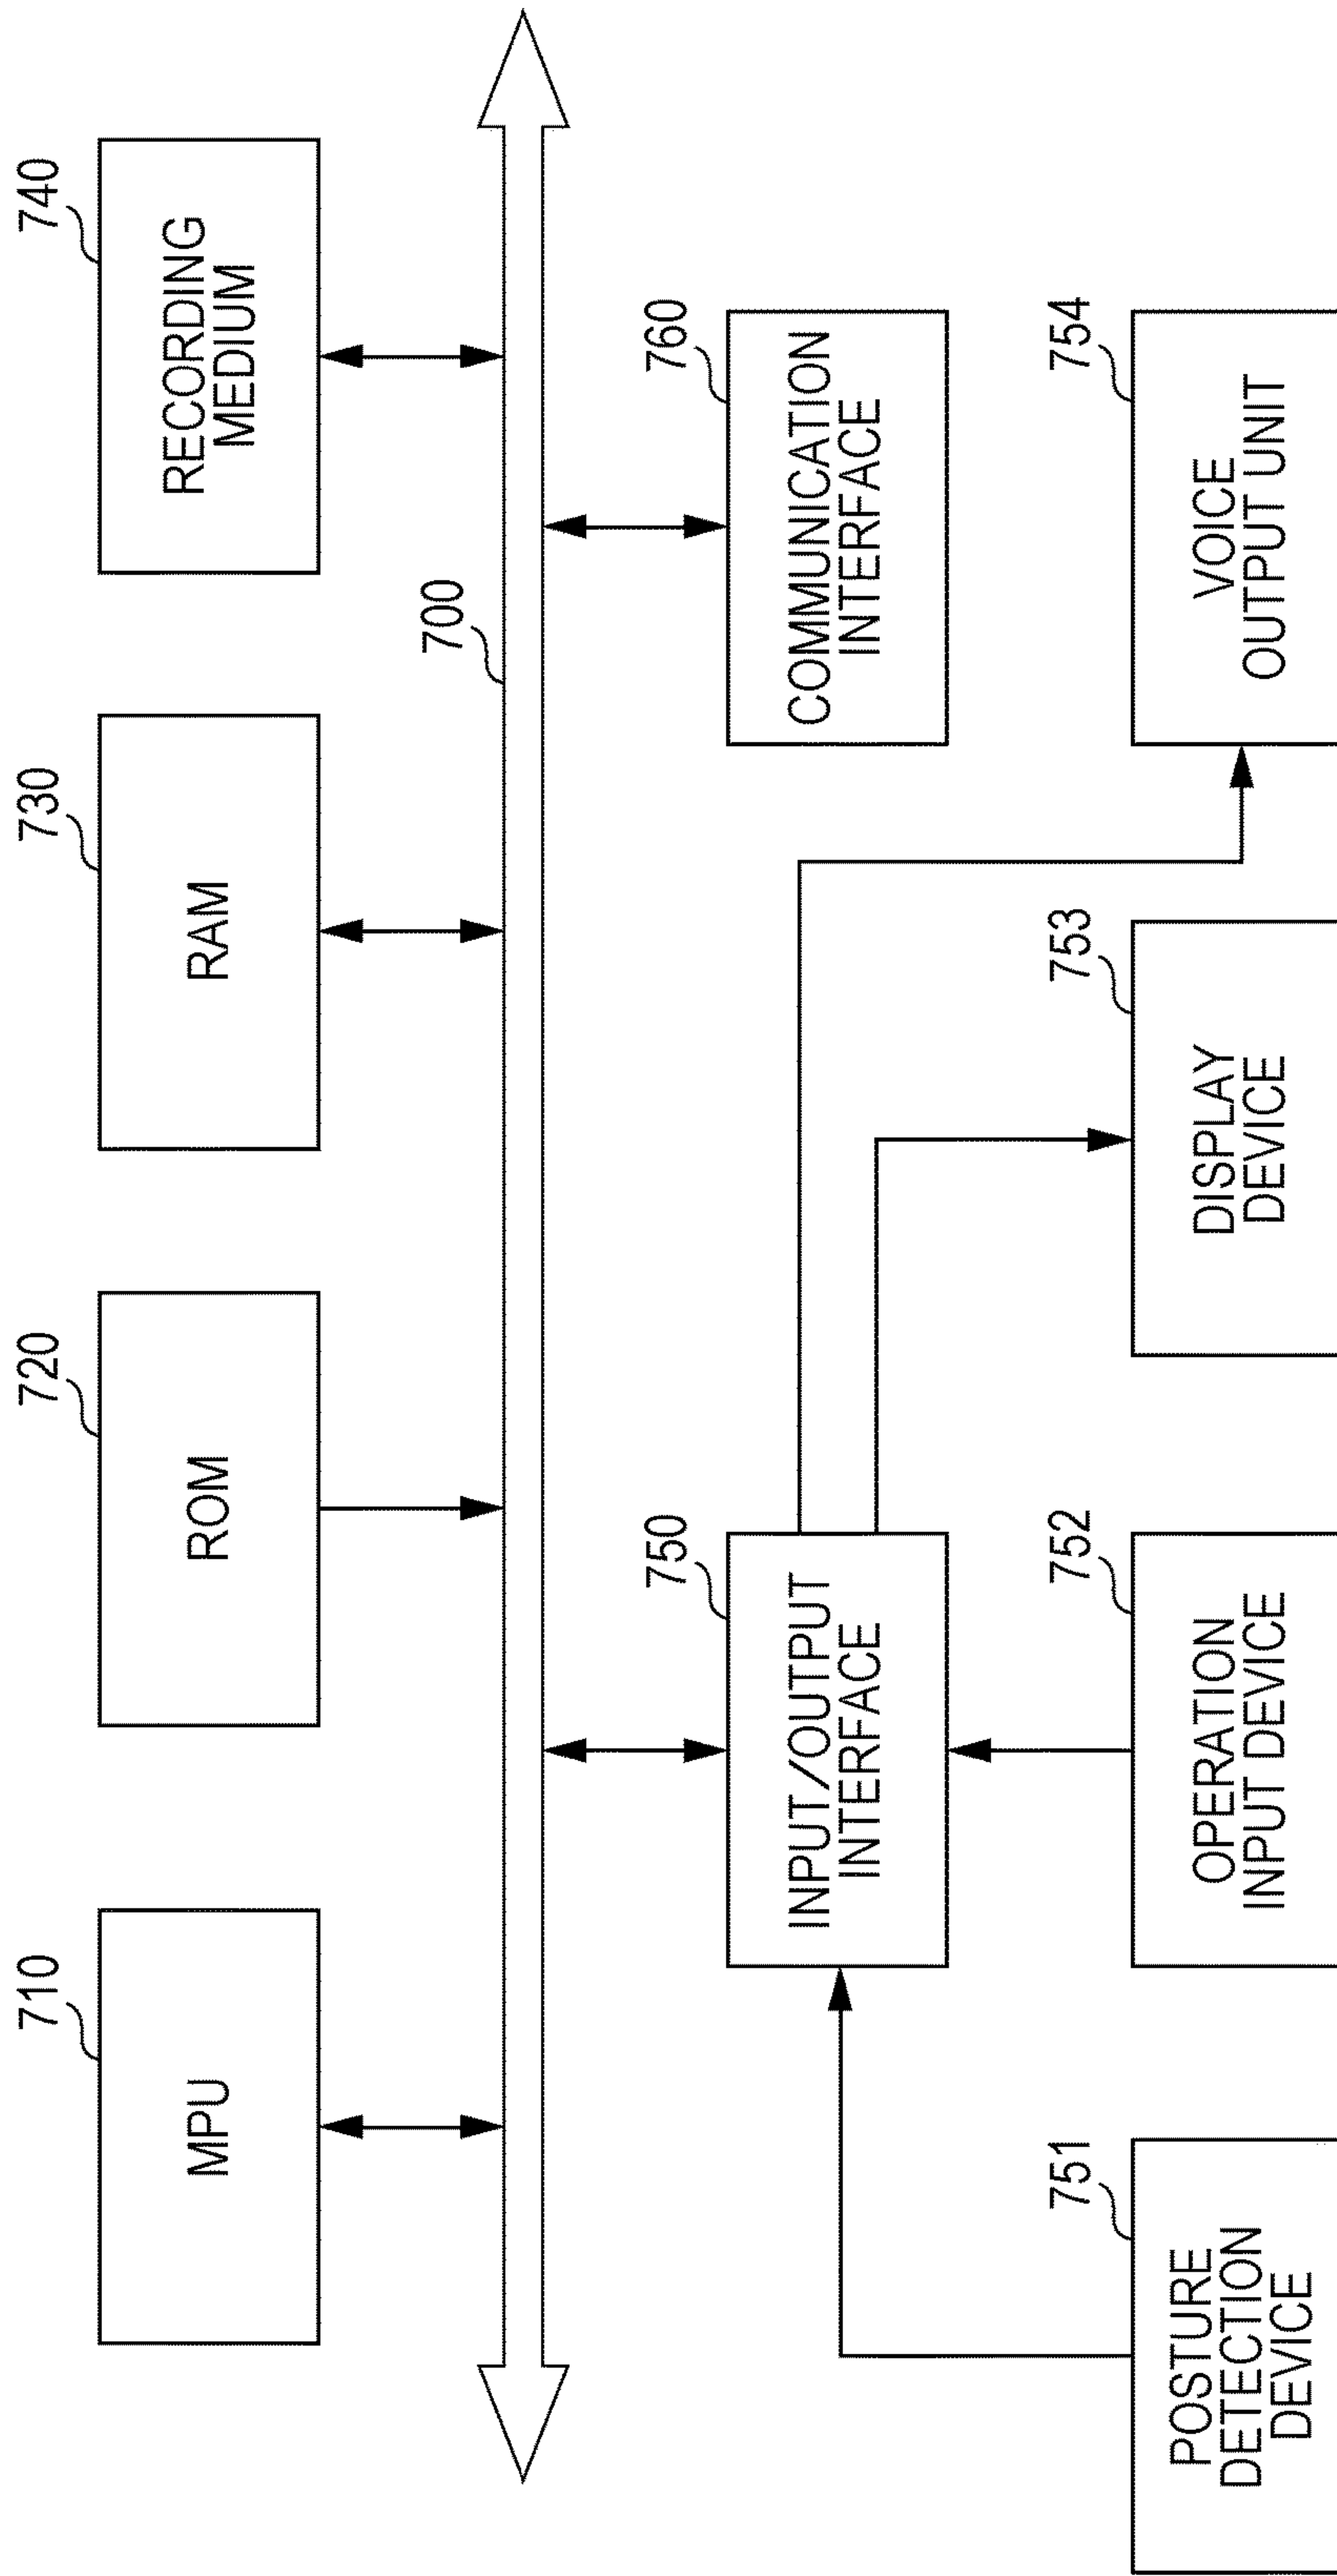 710
MPU
720
ROM
730
RAM
740
RECORDING
MEDIUM
700
750
INPUT/OUTPUT
INTERFACE
760
COMMUNICATION
INTERFACE
751
POSTURE
DETECTION
DEVICE
752
OPERATION
INPUT DEVICE
753
DISPLAY
DEVICE
754
VOICE
OUTPUT UNIT